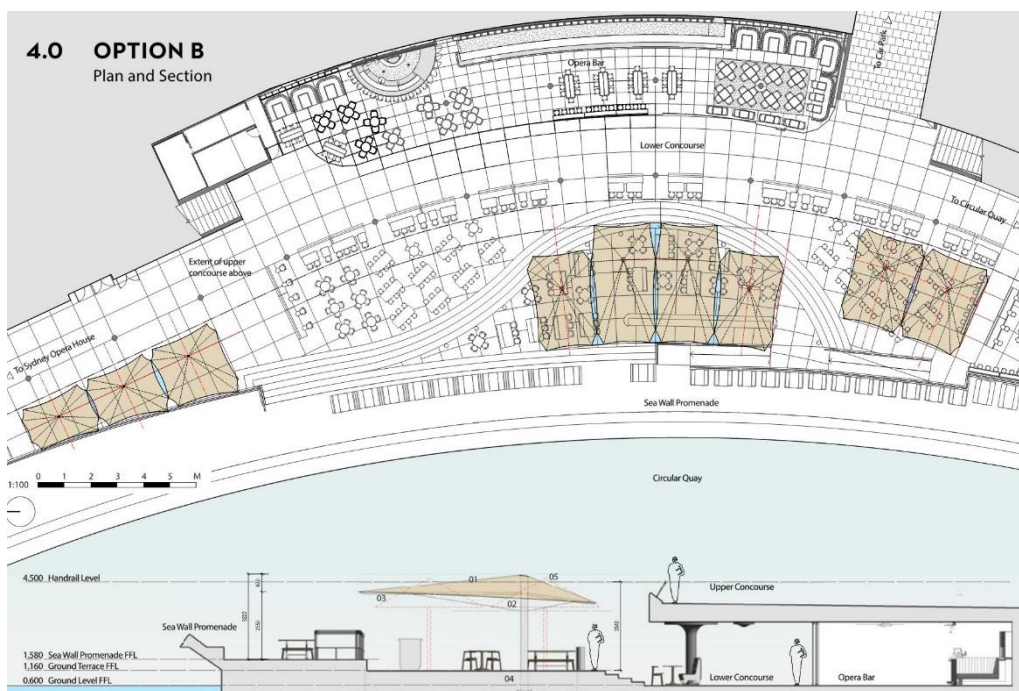 4.0 OPTION B
Plan and Section
To Cle Park
Opera Bar
Lower Concourse
To Circular Quay
Extent of upper
concourse above
To Sydney Opera House
Sea Wall Promenade
0 1 2 3 4 5 M
1:100
Circular Quay
4.500 Handrail Level
01
05
03
02
Upper Concourse
Sea Wall Promenade
1.580 Sea Wall Promenade FFL
1.160 Ground Terrace FFL
0.600 Ground Level FFL
04
Lower Concourse
Opera Bar